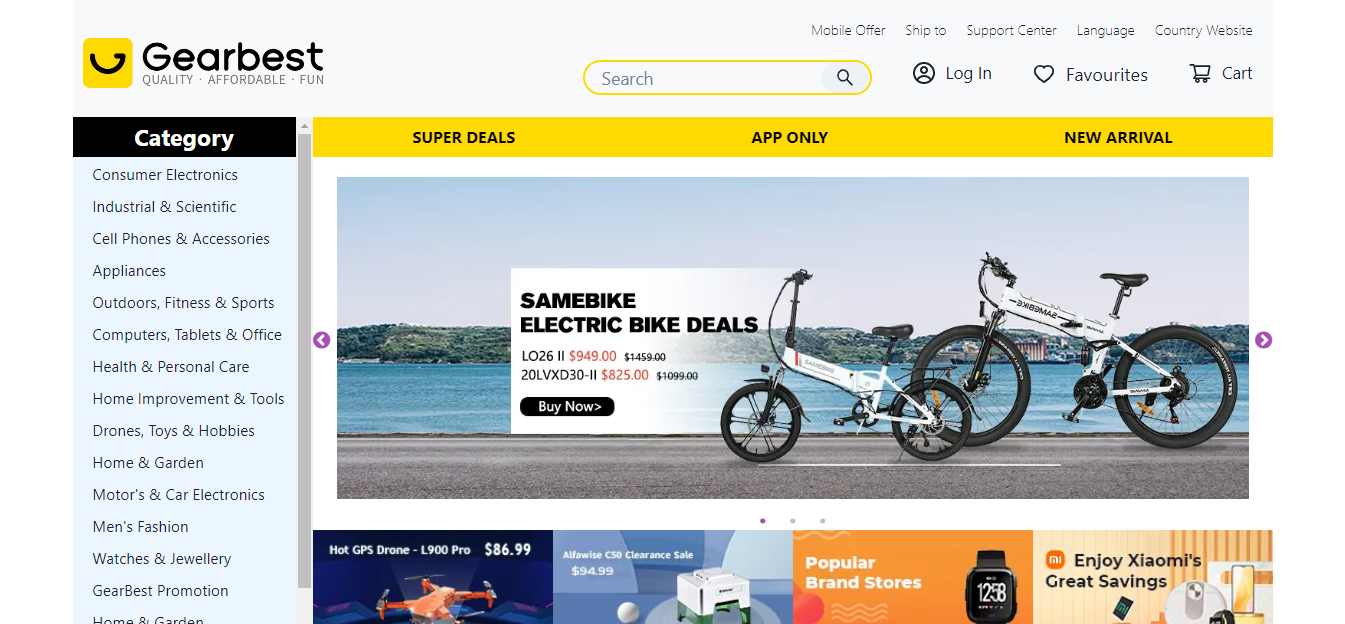 Mobile Offer Ship to Support Center Language Country Website
Gearbest
QUALITY · AFFORDABLE · FUN
Search
Log In
Favourites
Cart
Category
SUPER DEALS
APP ONLY
NEW ARRIVAL
Consumer Electronics
Industrial & Scientific
Cell Phones & Accessories
Appliances
Outdoors, Fitness & Sports
Computers, Tablets & Office
Health & Personal Care
Home Improvement & Tools
Drones, Toys & Hobbies
Home & Garden
Motor's & Car Electronics
Men's Fashion
Watches & Jewellery
GearBest Promotion
Home & Garden
SAMEBIKE
ELECTRIC BIKE DEALS
LO26 II $949.00 $1459.00
20LVXD30-II $825.00 $1099.00
Buy Now>
SAMEBIKE
SAMEBIKE
Hot GPS Drone - L900 Pro $86.99
Alfawise C50 Clearance Sale
$94.99
Popular
Brand Stores
12:58
mi
Enjoy Xiaomi's
Great Savings